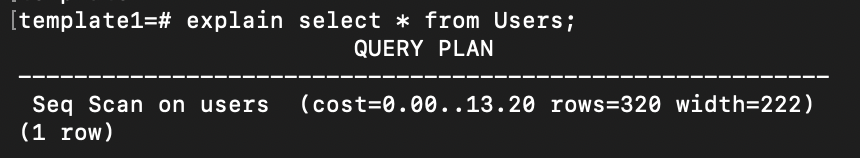 [template1=# explain select * from Users;
QUERY PLAN
----------------------------------------------------------
Seq Scan on users  (cost=0.00..13.20 rows=320 width=222)
(1 row)